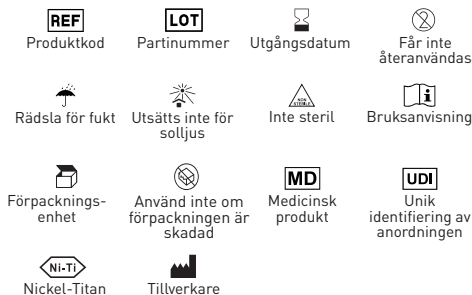 REF
LOT
Produktkod
Partinummer
Utgångsdatum
Får inte
återanvändas
2
NON
STERILE
i
Rädsla för fukt
Utsätts inte för
solljus
Inte steril
Bruksanvisning
MD
UDI
Förpacknings-
enhet
Använd inte om
förpackningen är
skadad
Medicinsk
produkt
Unik
identifiering av
anordningen
Ni-Ti
Nickel-Titan
Tillverkare